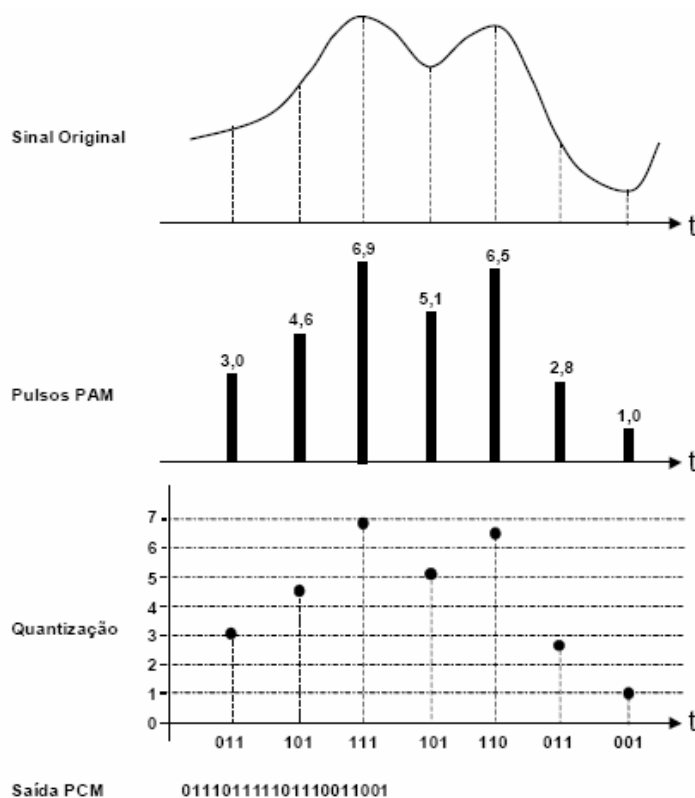 Sinal Original
t
6,9
6,5
5,1
4,6
3,0
2,8
1,0
Pulsos PAM
t
7
6
5
4
Quantização
3
2
1
0
t
011 101 111 101 110 011 001
Saída PCM 011101111101110011001